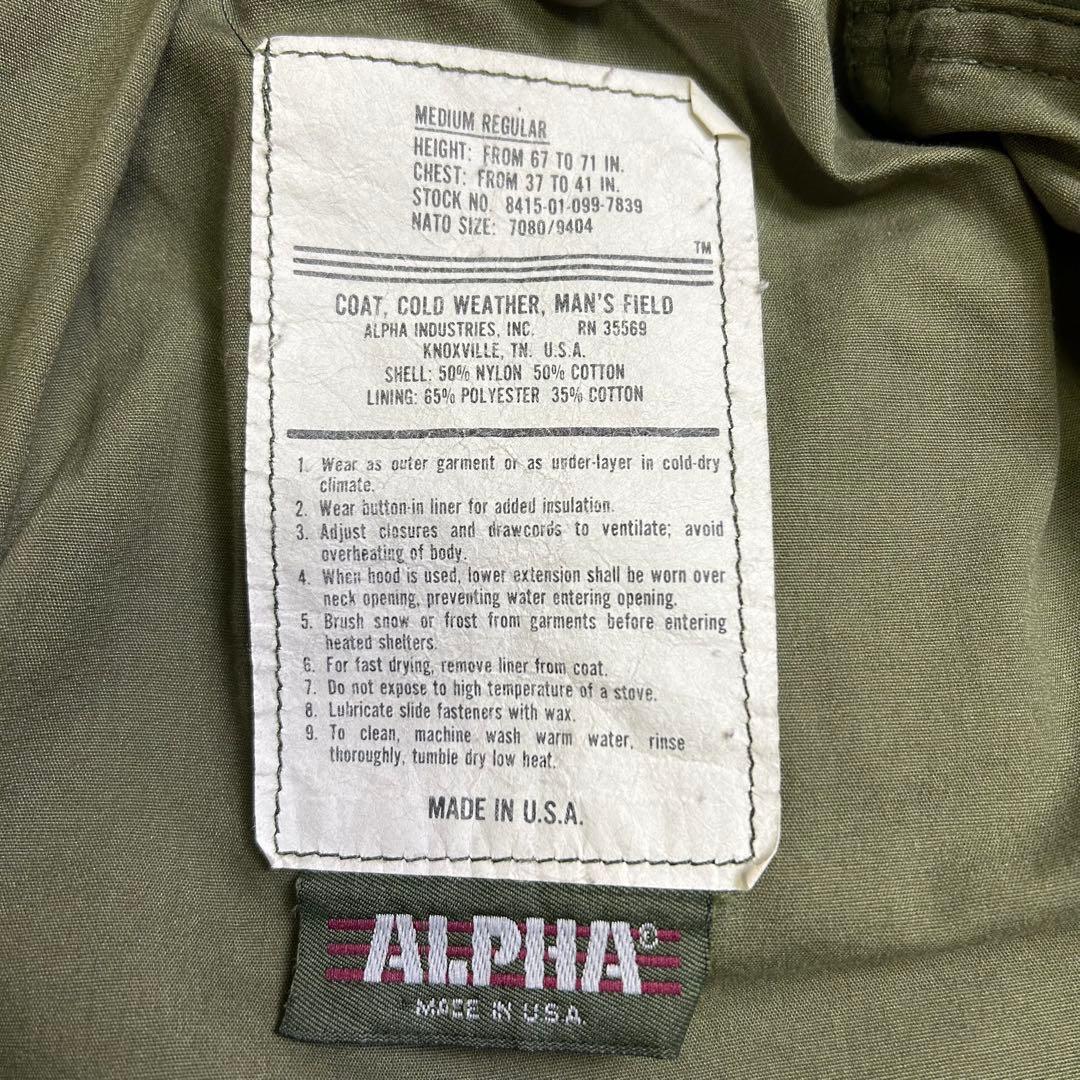 MEDIUM REGULAR
HEIGHT: FROM 67 TO 71 IN.
CHEST: FROM 37 TO 41 IN.
STOCK NO. 8415-01-099-7839
NATO SIZE: 7080/9404
TM
COAT, COLD WEATHER, MAN'S FIELD
ALPHA INDUSTRIES, INC. RN 35569
KNOXVILLE, TN. U.S.A.
SHELL: 50% NYLON 50% COTTON
LINING: 65% POLYESTER 35% COTTON
1. Wear as outer garment or as under-layer in cold-dry
climate.
2. Wear button-in liner for added insulation.
3. Adjust closures and drawcords to ventilate; avoid
overheating of body.
4. When hood is used, lower extension shall be worn over
neck opening, preventing water entering opening.
5. Brush snow or frost from garments before entering
heated shelters.
6. For fast drying, remove liner from coat.
7. Do not expose to high temperature of a stove.
8. Lubricate slide fasteners with wax.
9. To clean, machine wash warm water, rinse
thoroughly, tumble dry low heat.
MADE IN U.S.A.
ALPHA®
MADE IN U.S.A.